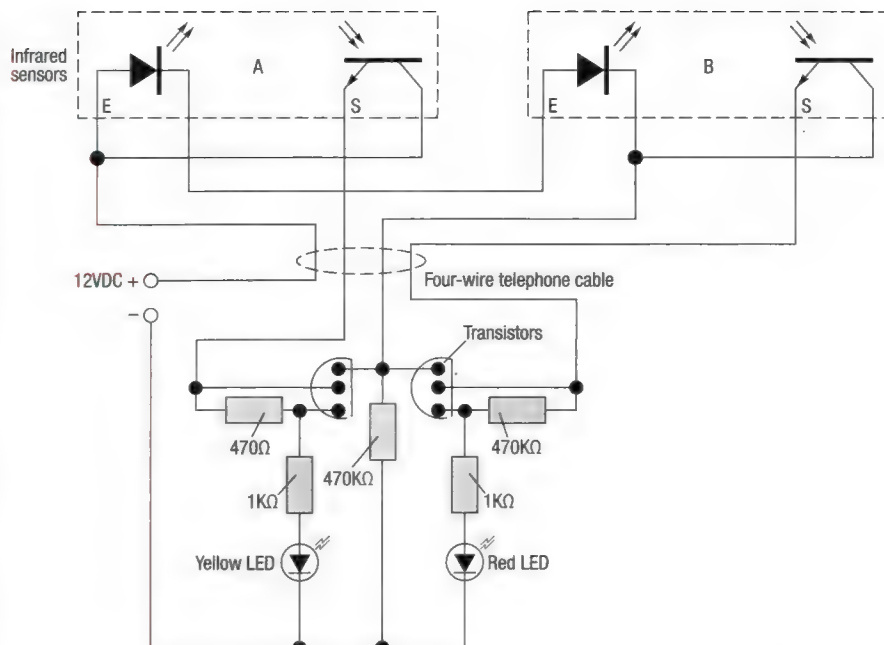 Infrared
sensors
A
B
E
S
E
S
12VDC +
−
Four-wire telephone cable
Transistors
470Ω
470KΩ
470KΩ
1KΩ
1KΩ
Yellow LED
Red LED